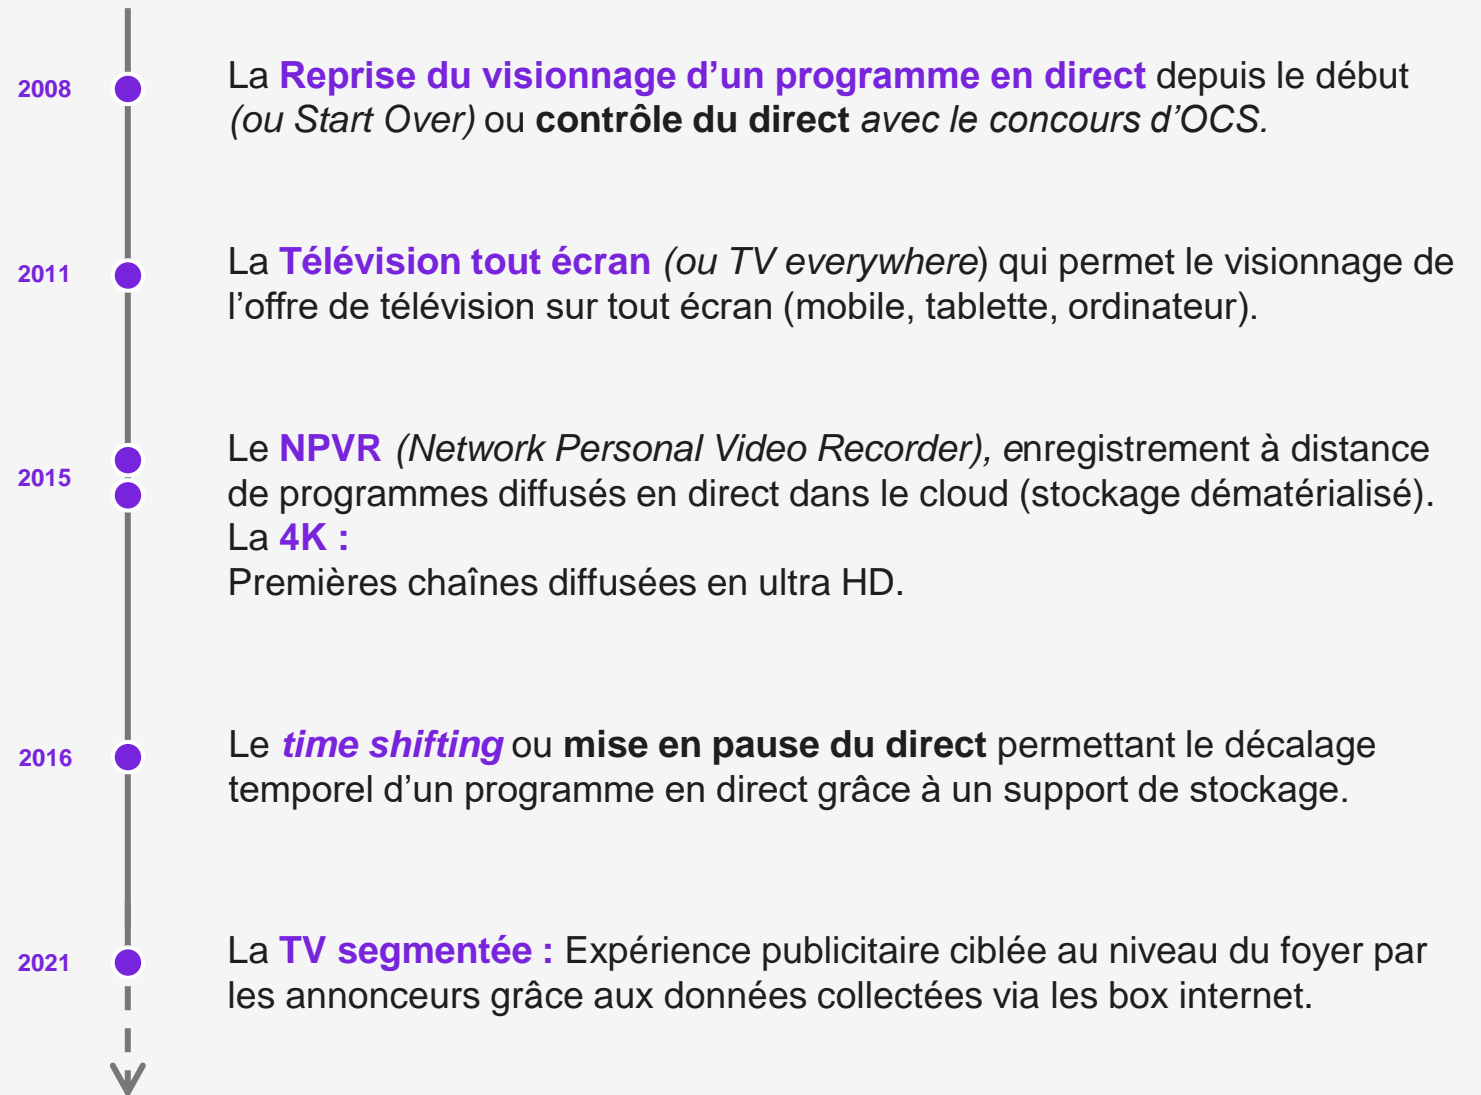 2008
La Reprise du visionnage d’un programme en direct depuis le début
(ou Start Over) ou contrôle du direct avec le concours d’OCS.
2011
La Télévision tout écran (ou TV everywhere) qui permet le visionnage de
l’offre de télévision sur tout écran (mobile, tablette, ordinateur).
2015
Le NPVR (Network Personal Video Recorder), enregistrement à distance
de programmes diffusés en direct dans le cloud (stockage dématérialisé).
La 4K :
Premières chaînes diffusées en ultra HD.
2016
Le time shifting ou mise en pause du direct permettant le décalage
temporel d’un programme en direct grâce à un support de stockage.
2021
La TV segmentée : Expérience publicitaire ciblée au niveau du foyer par
les annonceurs grâce aux données collectées via les box internet.